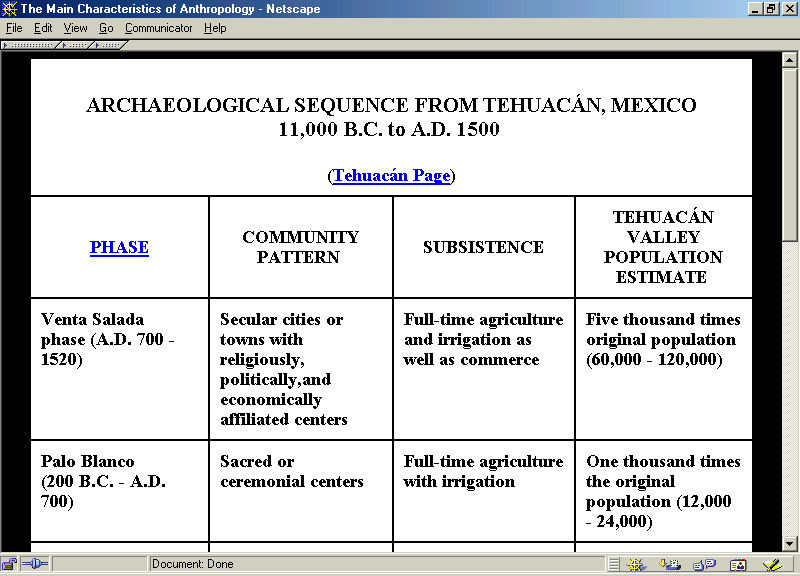 The Main Characteristics of Anthropology - Netscape
File Edit View Go Communicator Help
ARCHAEOLOGICAL SEQUENCE FROM TEHUACÁN, MEXICO
11,000 B.C. to A.D. 1500
(Tehuacán Page)
PHASE
COMMUNITY
PATTERN
SUBSISTENCE
TEHUACÁN
VALLEY
POPULATION
ESTIMATE
Venta Salada
phase (A.D. 700 -
1520)
Secular cities or
towns with
religiously,
politically,and
economically
affiliated centers
Full-time agriculture
and irrigation as
well as commerce
Five thousand times
original population
(60,000 - 120,000)
Palo Blanco
(200 B.C. - A.D.
700)
Sacred or
ceremonial centers
Full-time agriculture
with irrigation
One thousand times
the original
population (12,000
- 24,000)
Document: Done